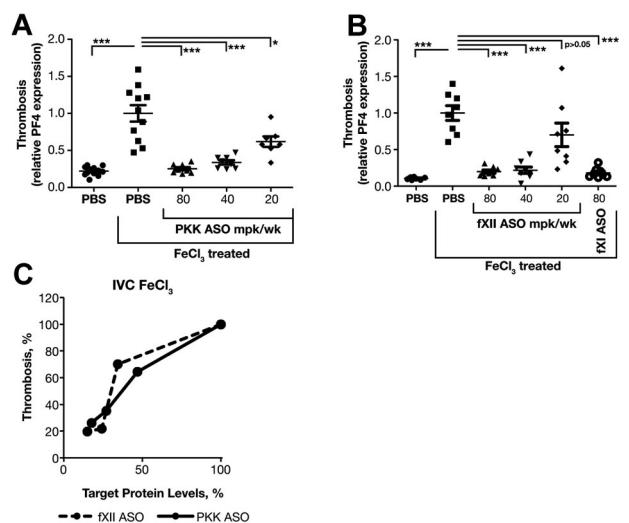 A
Thrombosis
(relative PF4 expression)
2.0
1.5
1.0
0.5
0.0
***
***
***
*
PBS
PBS
80
40
20
PKK ASO mpk/wk
FeCl3 treated
B
Thrombosis
(relative PF4 expression)
2.0
1.5
1.0
0.5
0.0
***
***
***
p>0.05
***
PBS
PBS
80
40
20
80
fXII ASO mpk/wk
fXI ASO
FeCl3 treated
C
IVC FeCl3
Thrombosis, %
120
100
80
60
40
20
0
0
50
100
Target Protein Levels, %
fXII ASO
PKK ASO